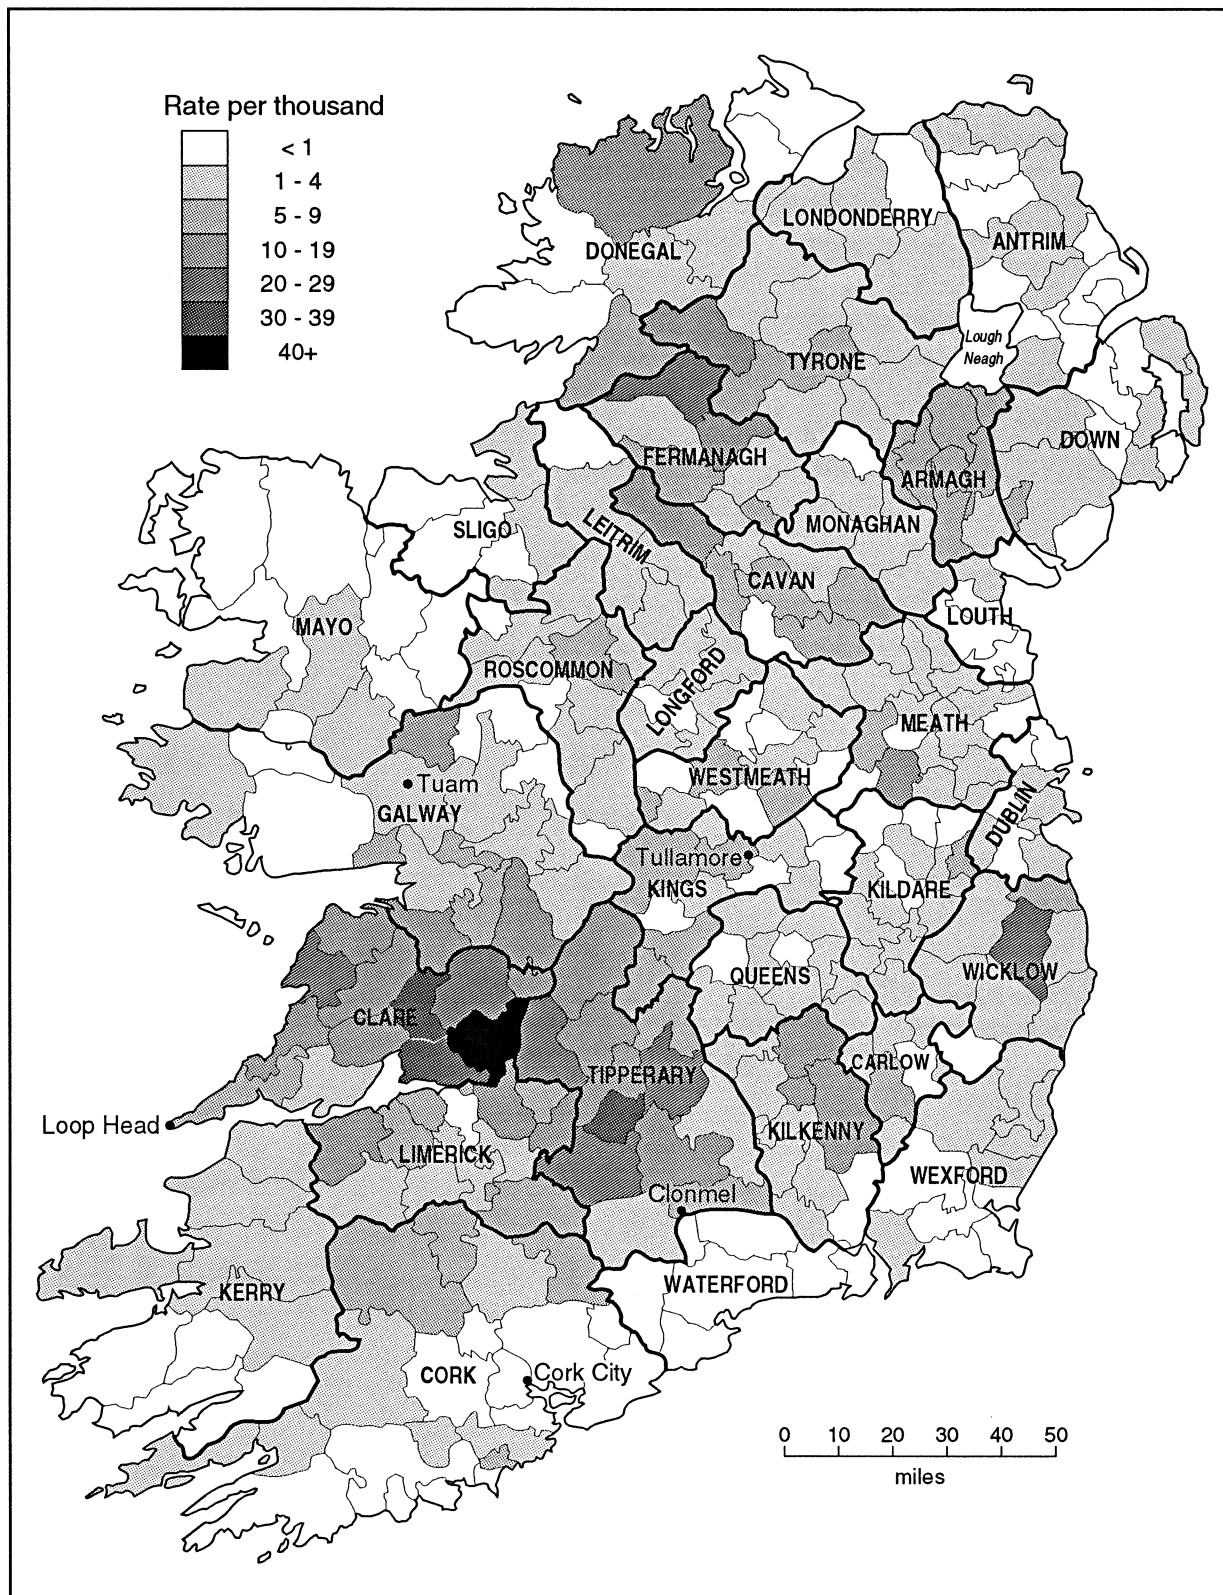 Rate per thousand
< 1
1 - 4
5 - 9
10 - 19
20 - 29
30 - 39
40+
LONDONDERRY
ANTRIM
DONEGAL
Lough
Neagh
TYRONE
DOWN
FERMANAGH
ARMAGH
MONAGHAN
SLIGO
LEITRIM
CAVAN
LOUTH
MAYO
ROSCOMMON
LONGFORD
MEATH
WESTMEATH
Tuam
GALWAY
DUBLIN
Tullamore
KINGS
KILDARE
QUEENS
WICKLOW
CLARE
CARLOW
TIPPERARY
Loop Head
KILKENNY
LIMERICK
WEXFORD
Clonmel
WATERFORD
KERRY
CORK
Cork City
0 10 20 30 40 50
miles